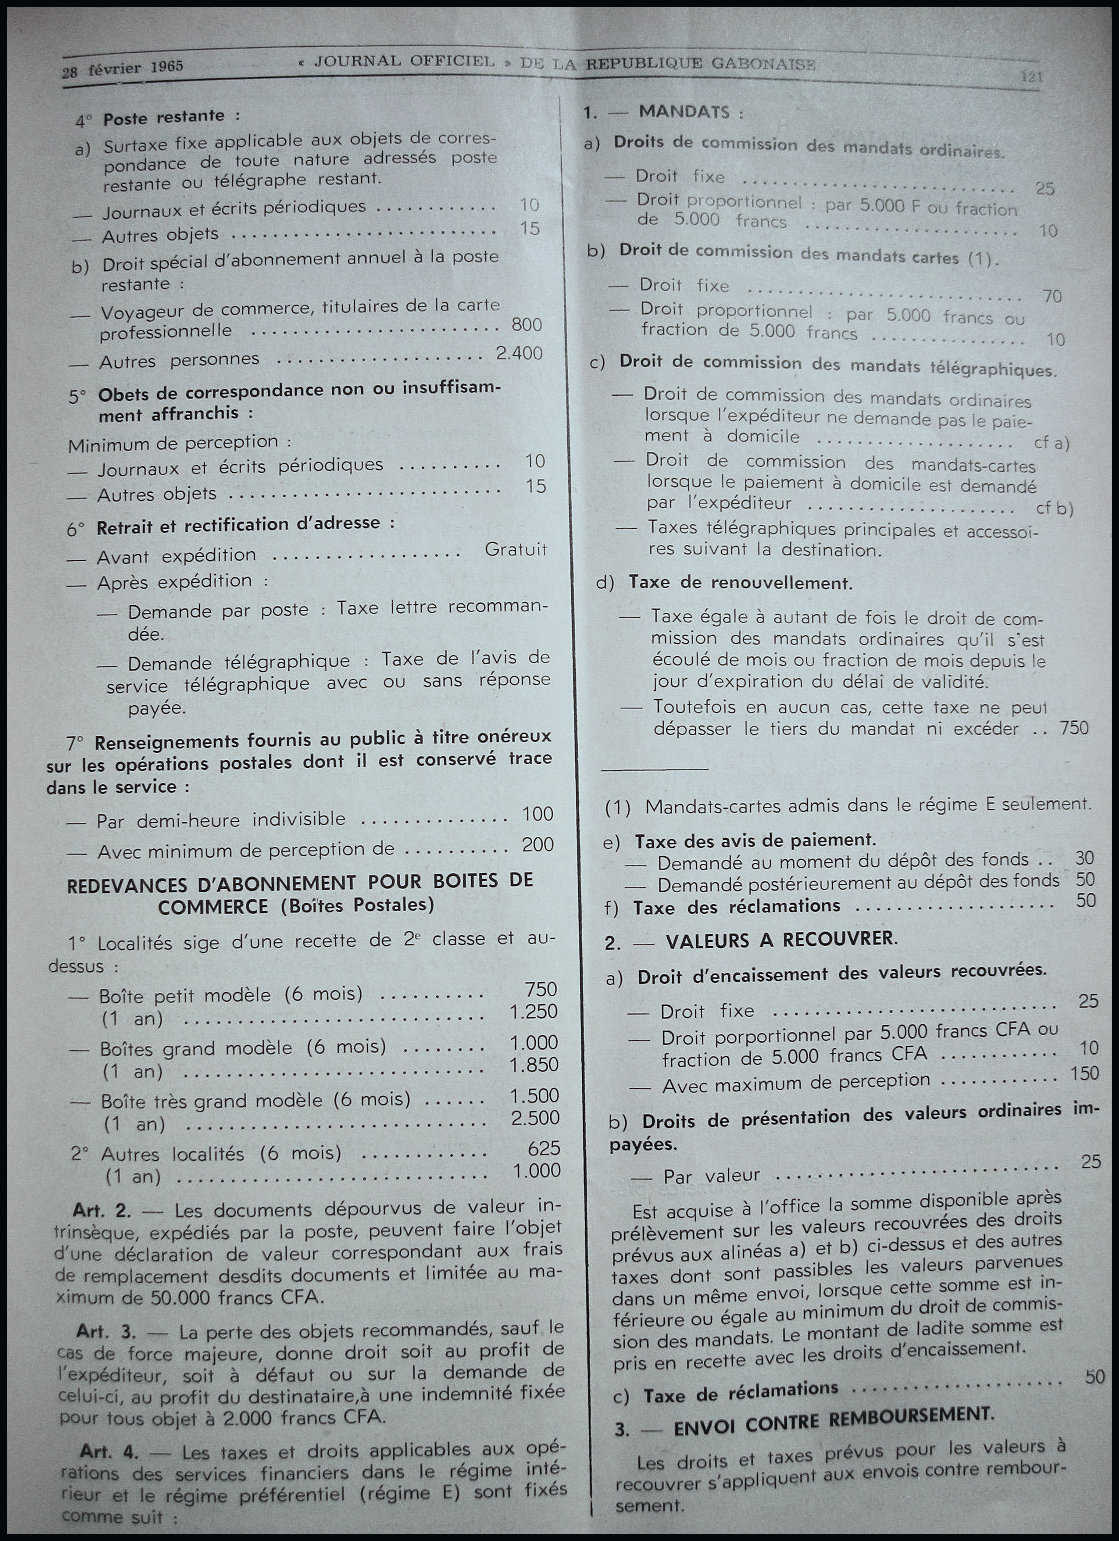 28 février 1965
« JOURNAL OFFICIEL » DE LA REPUBLIQUE GABONAISE
121
4° Poste restante :
a) Surtaxe fixe applicable aux objets de corres-
pondance de toute nature adressés poste
restante ou télégraphe restant.
— Journaux et écrits périodiques ............ 10
— Autres objets .......................... 15
b) Droit spécial d'abonnement annuel à la poste
restante :
— Voyageur de commerce, titulaires de la carte
professionnelle ........................ 800
— Autres personnes .................... 2.400
5° Obets de correspondance non ou insuffisam-
ment affranchis :
Minimum de perception :
— Journaux et écrits périodiques .......... 10
— Autres objets .......................... 15
6° Retrait et rectification d'adresse :
— Avant expédition .................. Gratuit
— Après expédition :
— Demande par poste : Taxe lettre recomman-
dée.
— Demande télégraphique : Taxe de l'avis de
service télégraphique avec ou sans réponse
payée.
7° Renseignements fournis au public à titre onéreux
sur les opérations postales dont il est conservé trace
dans le service :
— Par demi-heure indivisible .............. 100
— Avec minimum de perception de .......... 200
REDEVANCES D'ABONNEMENT POUR BOITES DE
COMMERCE (Boîtes Postales)
1° Localités sige d'une recette de 2e classe et au-
dessus :
— Boîte petit modèle (6 mois) .......... 750
(1 an) ............................ 1.250
— Boîtes grand modèle (6 mois) ........ 1.000
(1 an) ............................ 1.850
— Boîte très grand modèle (6 mois) ...... 1.500
(1 an) ............................ 2.500
2° Autres localités (6 mois) ............ 625
(1 an) .............................. 1.000
Art. 2. — Les documents dépourvus de valeur in-
trinsèque, expédiés par la poste, peuvent faire l'objet
d'une déclaration de valeur correspondant aux frais
de remplacement desdits documents et limitée au ma-
ximum de 50.000 francs CFA.
Art. 3. — La perte des objets recommandés, sauf le
cas de force majeure, donne droit soit au profit de
l'expéditeur, soit à défaut ou sur la demande de
celui-ci, au profit du destinataire,à une indemnité fixée
pour tous objet à 2.000 francs CFA.
Art. 4. — Les taxes et droits applicables aux opé-
rations des services financiers dans le régime inté-
rieur et le régime préférentiel (régime E) sont fixés
comme suit :
1. — MANDATS :
a) Droits de commission des mandats ordinaires.
— Droit fixe .......................... 25
— Droit proportionnel : par 5.000 F ou fraction
de 5.000 francs .................... 10
b) Droit de commission des mandats cartes (1).
— Droit fixe .......................... 70
— Droit proportionnel : par 5.000 francs ou
fraction de 5.000 francs ............... 10
c) Droit de commission des mandats télégraphiques.
— Droit de commission des mandats ordinaires
lorsque l'expéditeur ne demande pas le paie-
ment à domicile ................... cf a)
— Droit de commission des mandats-cartes
lorsque le paiement à domicile est demandé
par l'expéditeur .................... cf b)
— Taxes télégraphiques principales et accessoi-
res suivant la destination.
d) Taxe de renouvellement.
— Taxe égale à autant de fois le droit de com-
mission des mandats ordinaires qu'il s'est
écoulé de mois ou fraction de mois depuis le
jour d'expiration du délai de validité.
— Toutefois en aucun cas, cette taxe ne peut
dépasser le tiers du mandat ni excéder .. 750
(1) Mandats-cartes admis dans le régime E seulement.
e) Taxe des avis de paiement.
— Demandé au moment du dépôt des fonds .. 30
— Demandé postérieurement au dépôt des fonds 50
f) Taxe des réclamations .................... 50
2. — VALEURS A RECOUVRER.
a) Droit d'encaissement des valeurs recouvrées.
— Droit fixe ............................ 25
— Droit porportionnel par 5.000 francs CFA ou
fraction de 5.000 francs CFA ............ 10
— Avec maximum de perception ............ 150
b) Droits de présentation des valeurs ordinaires im-
payées.
— Par valeur ............................ 25
Est acquise à l'office la somme disponible après
prélèvement sur les valeurs recouvrées des droits
prévus aux alinéas a) et b) ci-dessus et des autres
taxes dont sont passibles les valeurs parvenues
dans un même envoi, lorsque cette somme est in-
férieure ou égale au minimum du droit de commis-
sion des mandats. Le montant de ladite somme est
pris en recette avec les droits d'encaissement.
c) Taxe de réclamations ..................... 50
3. — ENVOI CONTRE REMBOURSEMENT.
Les droits et taxes prévus pour les valeurs à
recouvrer s'appliquent aux envois contre rembour-
sement.